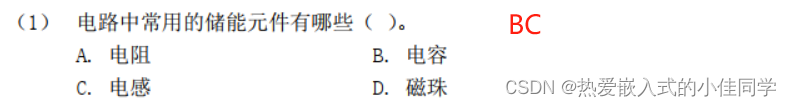 （1） 电路中常用的储能元件有哪些（ ）。 BC
A. 电阻 B. 电容
C. 电感 D. 磁珠 CSDN @热爱嵌入式的小佳同学